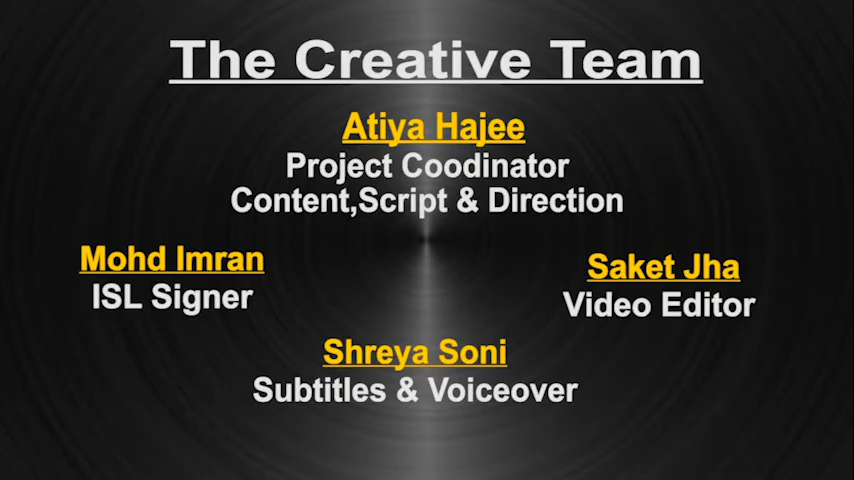 The Creative Team
Atiya Hajee
Project Coodinator
Content,Script & Direction
Mohd Imran
ISL Signer
Saket Jha
Video Editor
Shreya Soni
Subtitles & Voiceover